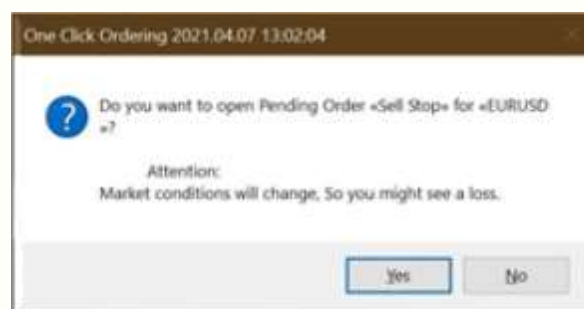 One Click Ordering 2021.04.07 13:02:04
Do you want to open Pending Order «Sell Stop» for «EURUSD
»?
Attention:
Market conditions will change, So you might see a loss.
Yes
No